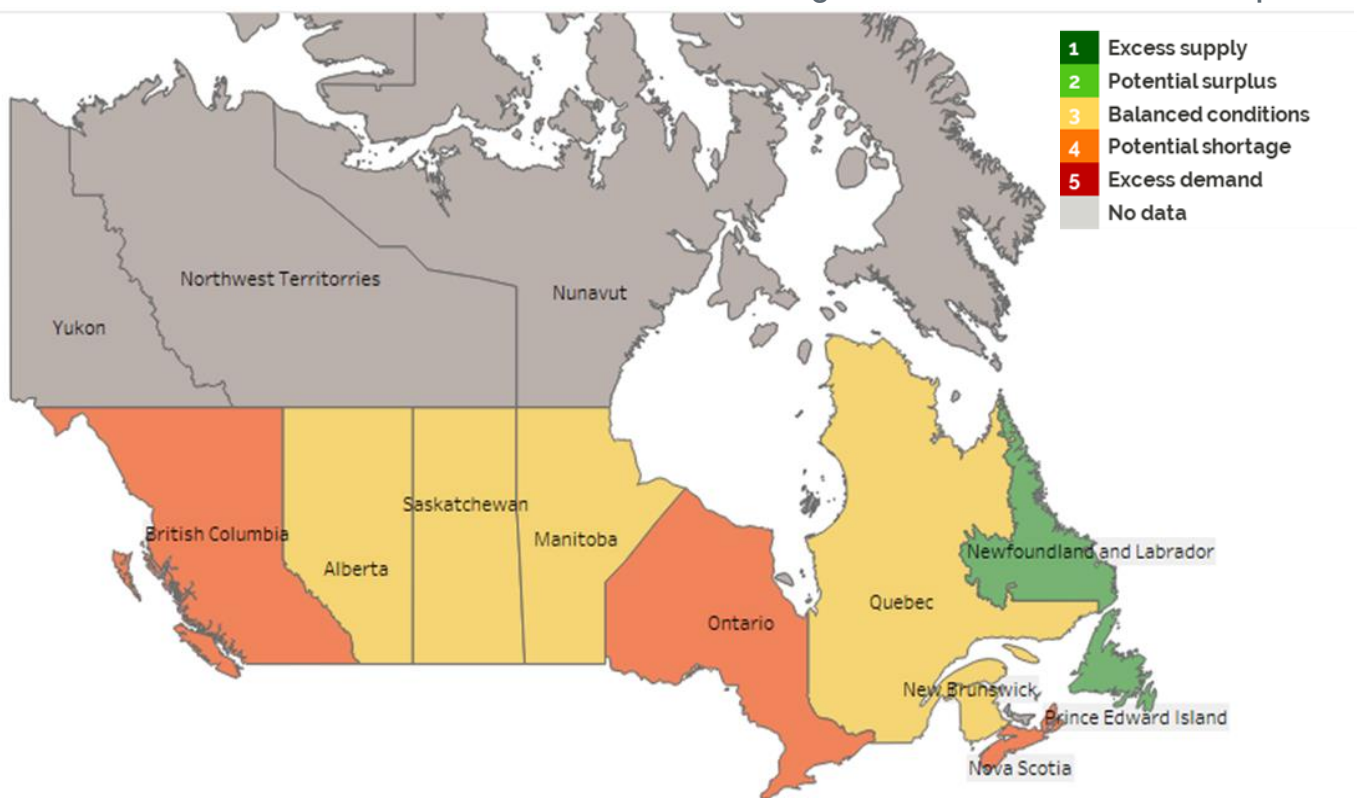 1 Excess supply
2 Potential surplus
3 Balanced conditions
4 Potential shortage
5 Excess demand
No data
Northwest Territorries
Nunavut
Yukon
Saskatchewan
British Columbia
Manitoba
Newfoundland and Labrador
Alberta
Quebec
Ontario
New Brunswick
Prince Edward Island
Nova Scotia